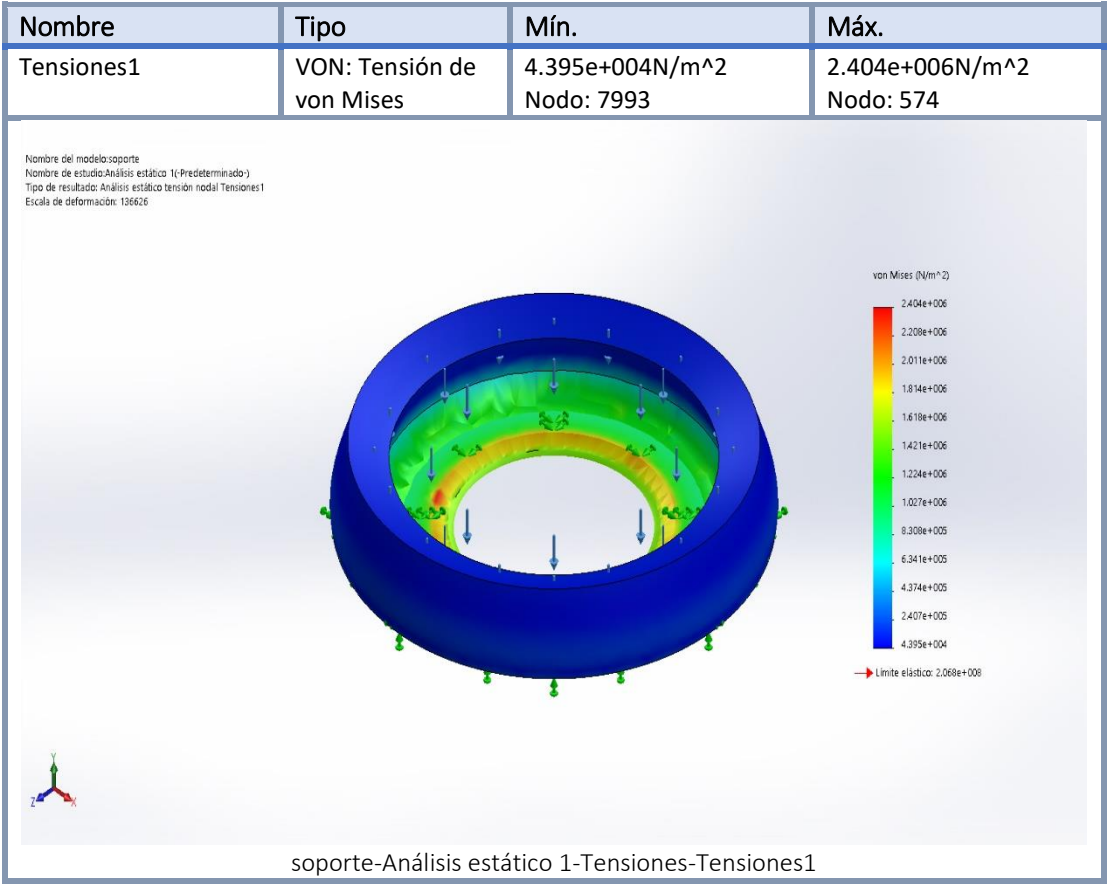 Nombre Tipo Mín. Máx.
Tensiones1 VON: Tensión de 4.395e+004N/m^2 2.404e+006N/m^2
von Mises Nodo: 7993 Nodo: 574
Nombre del modelo:soporte
Nombre de estudio:Análisis estático 1(-Predeterminado-)
Tipo de resultado: Análisis estático tensión nodal Tensiones1
Escala de deformación: 136626
von Mises (N/m^2)
2.404e+006
2.208e+006
2.011e+006
1.814e+006
1.618e+006
1.421e+006
1.224e+006
1.027e+006
8.308e+005
6.341e+005
4.374e+005
2.407e+005
4.395e+004
Límite elástico: 2.068e+008
Y
Z X
soporte-Análisis estático 1-Tensiones-Tensiones1